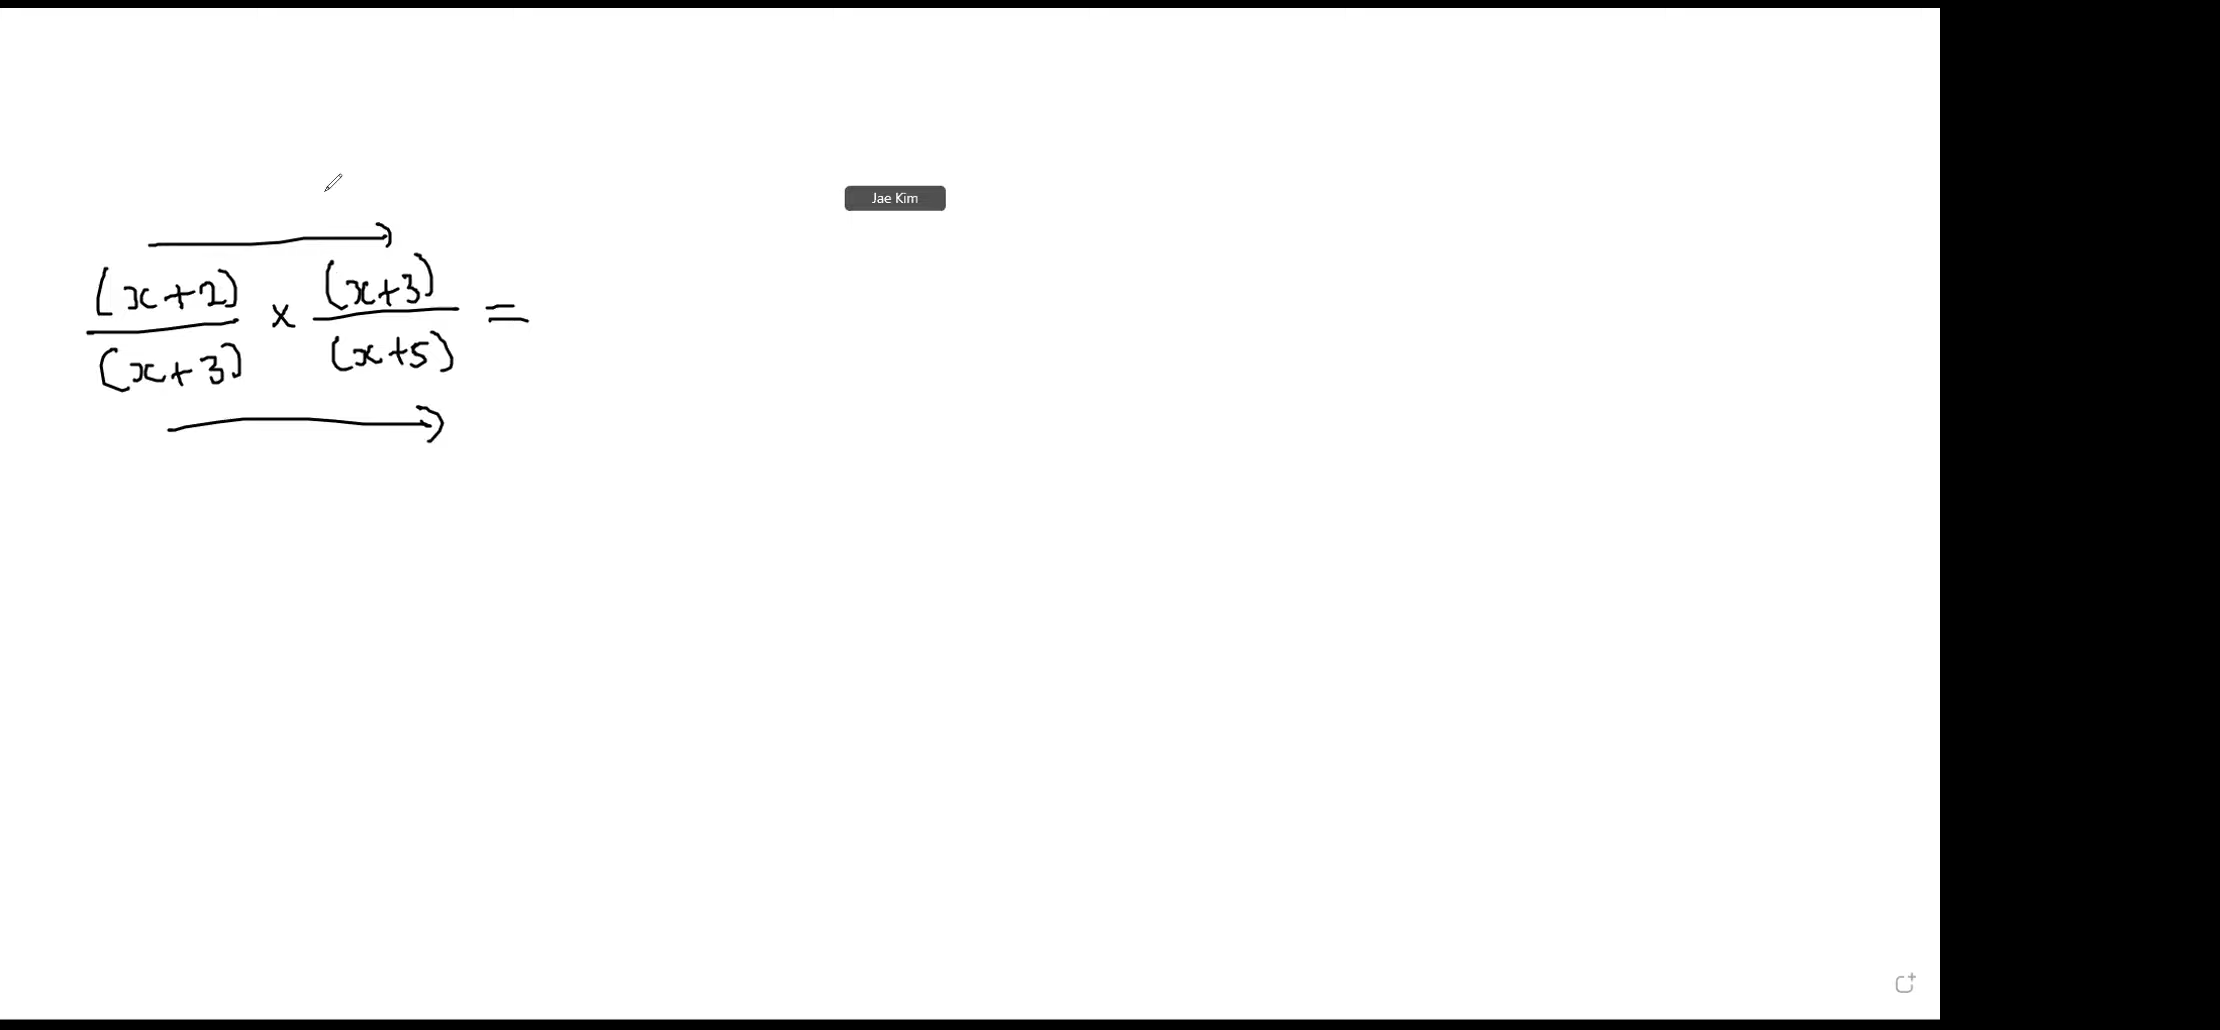 Jae Kim
(x+2) x (x+3) =
(x+3) (x+5)